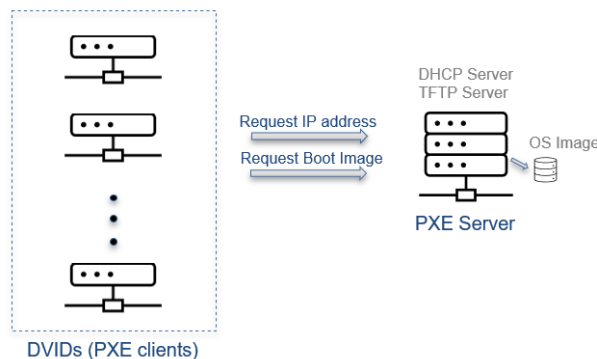 DHCP Server
TFTP Server
Request IP address
OS Image
Request Boot Image
PXE Server
DVIDs (PXE clients)